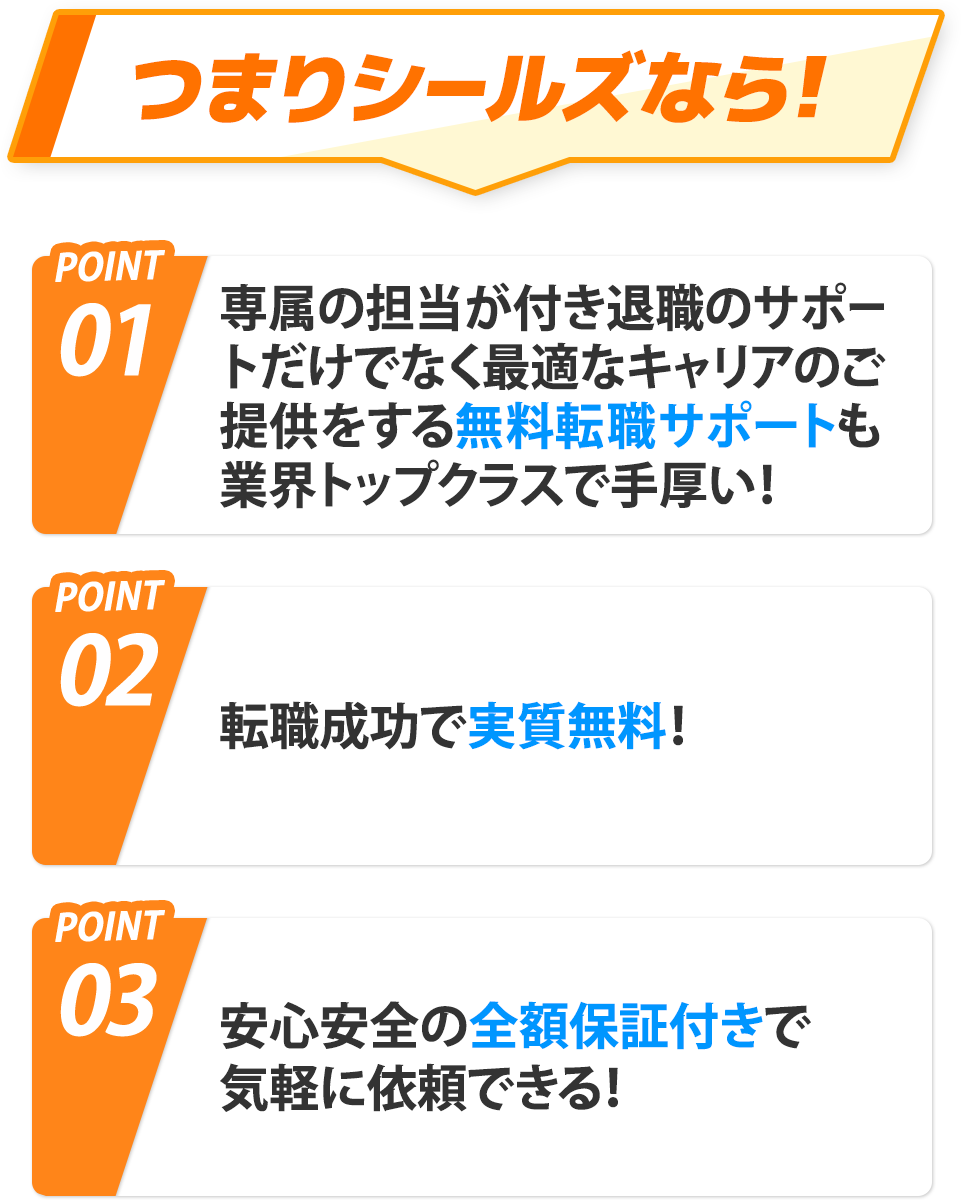 つまりシールズなら!
POINT
01
専属の担当が付き退職のサポー
トだけでなく最適なキャリアのご
提供をする無料転職サポートも
業界トップクラスで手厚い!
POINT
02
転職成功で実質無料!
POINT
03
安心安全の全額保証付きで
気軽に依頼できる!